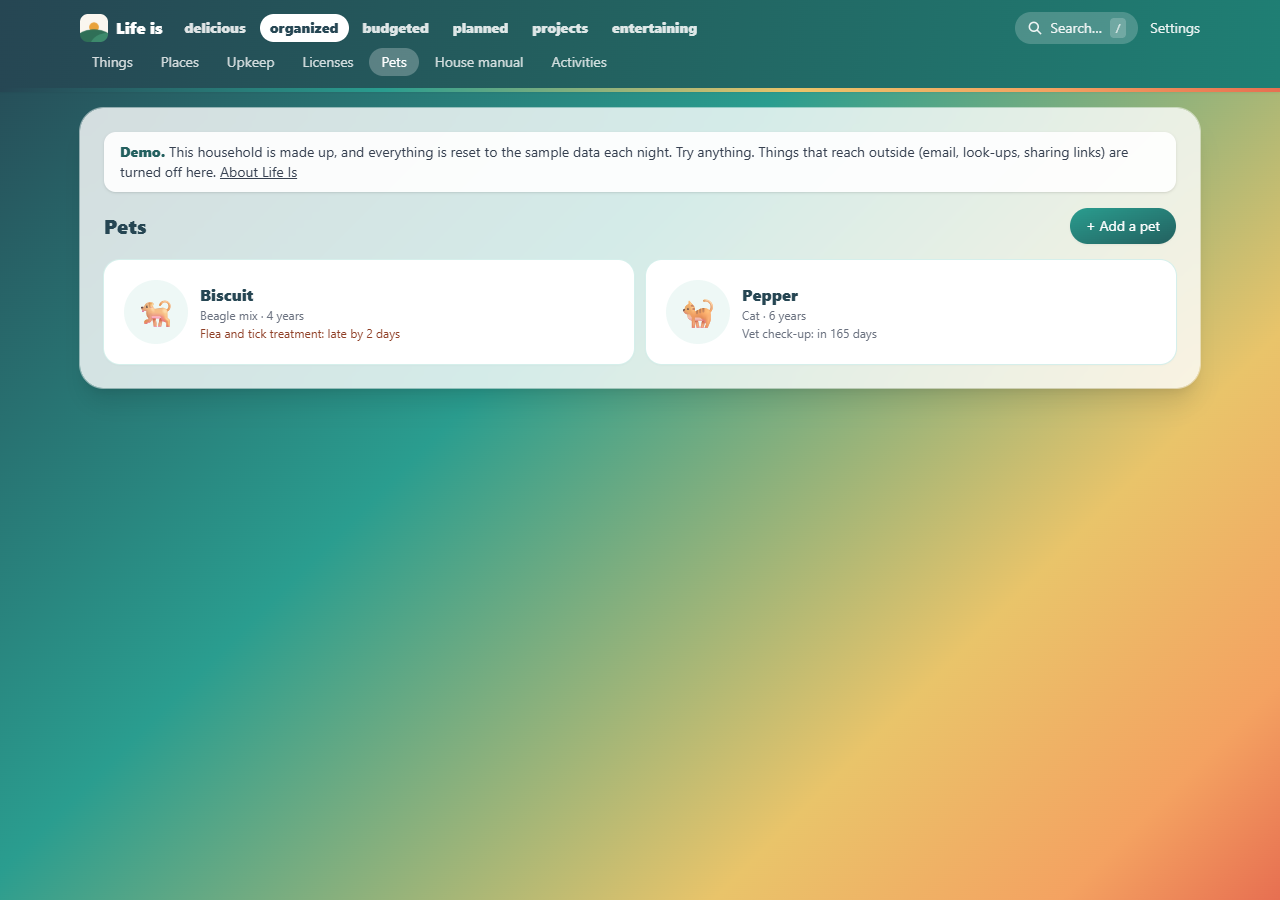 Life is delicious organized budgeted planned projects entertaining Search... / Settings
Things Places Upkeep Licenses Pets House manual Activities
Demo. This household is made up, and everything is reset to the sample data each night. Try anything. Things that reach outside (email, look-ups, sharing links) are
turned off here. About Life Is
Pets + Add a pet
Biscuit
Beagle mix · 4 years
Flea and tick treatment: late by 2 days
Pepper
Cat · 6 years
Vet check-up: in 165 days